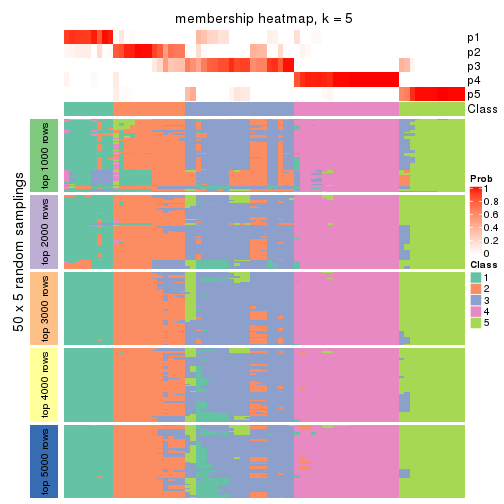 membership heatmap, k = 5
p1
p2
p3
p4
p5
Class
50 x 5 random samplings
top 1000 rows
top 2000 rows
top 3000 rows
top 4000 rows
top 5000 rows
Prob
1
0.8
0.6
0.4
0.2
0
Class
1
2
3
4
5